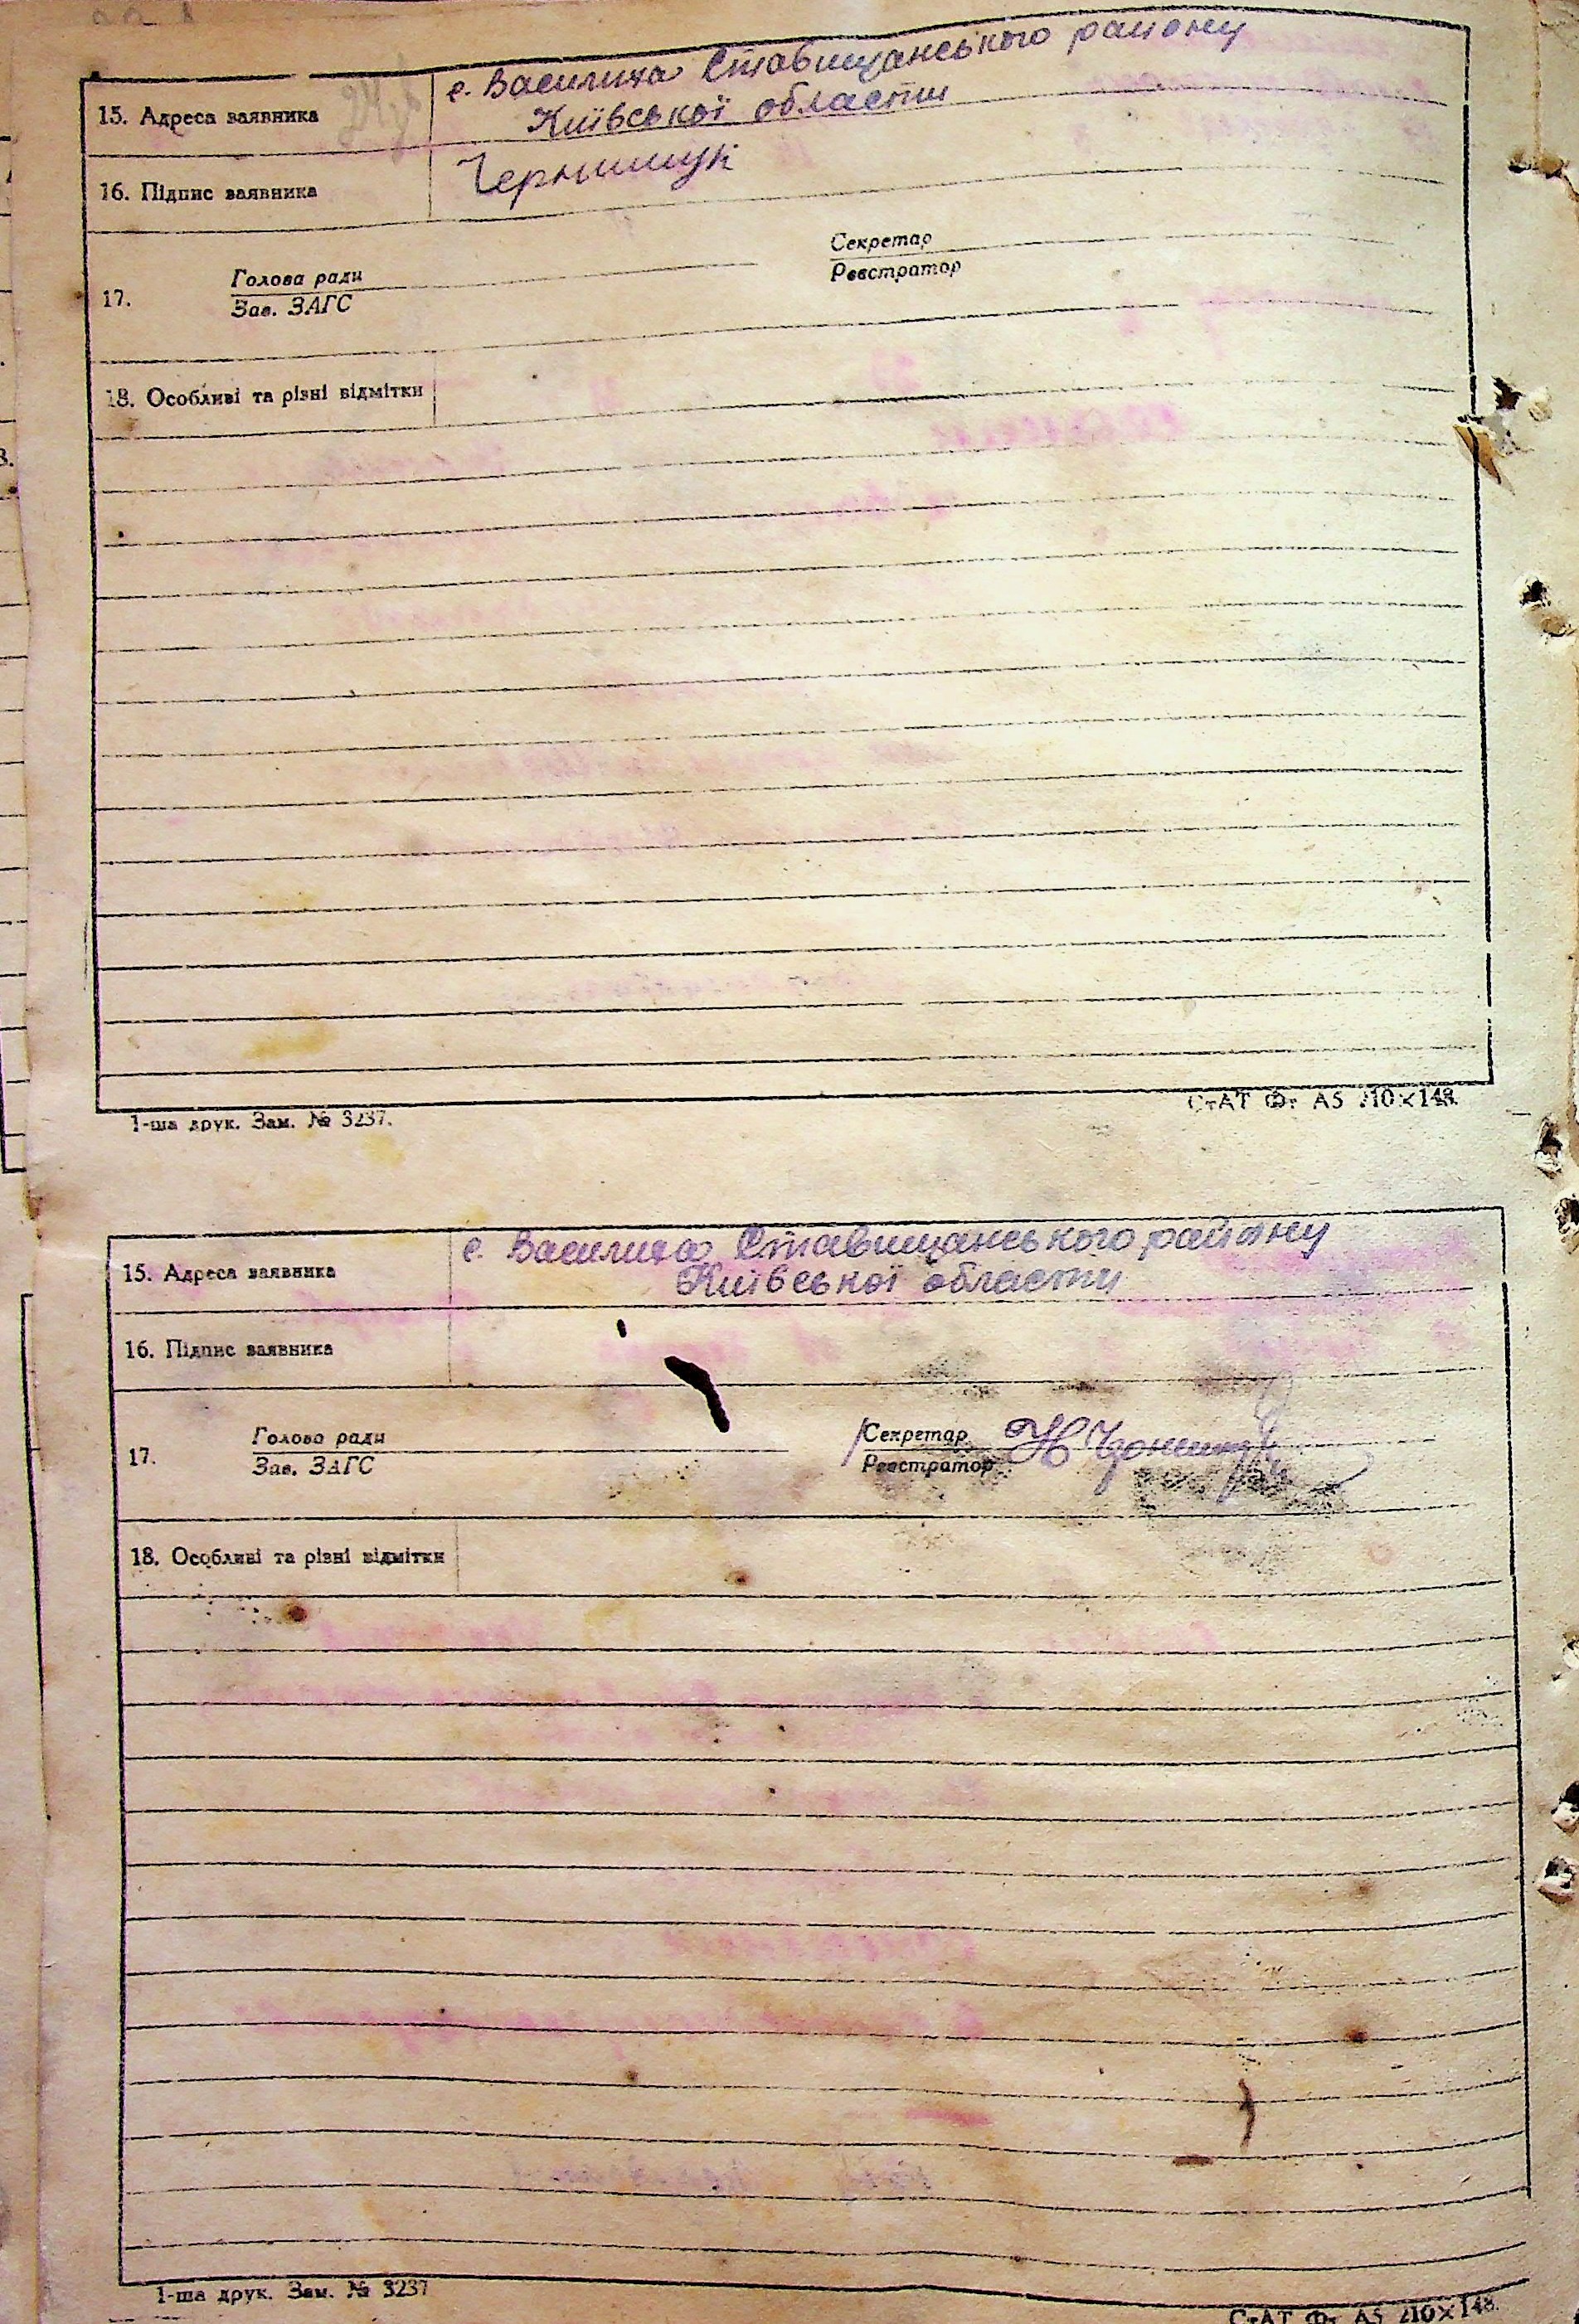 с. Василиха Ставищанського району
15. Адреса заявника
Київської області
16. Підпис заявника
Секретар
Реєстратор
17.
Голова ради
Зав. ЗАГС
18. Особливі та різні відмітки
1-ша друк. Зам. № 3237.
СтАТ Фт А5 210×148.
с. Василиха Ставищанського району
15. Адреса заявника
Київської області
16. Підпис заявника
17.
Голова ради
Зав. ЗАГС
Секретар
Реєстратор
18. Особливі та різні відмітки
1-ша друк. Зам. № 3237
СтАТ Фт А5 210×148.